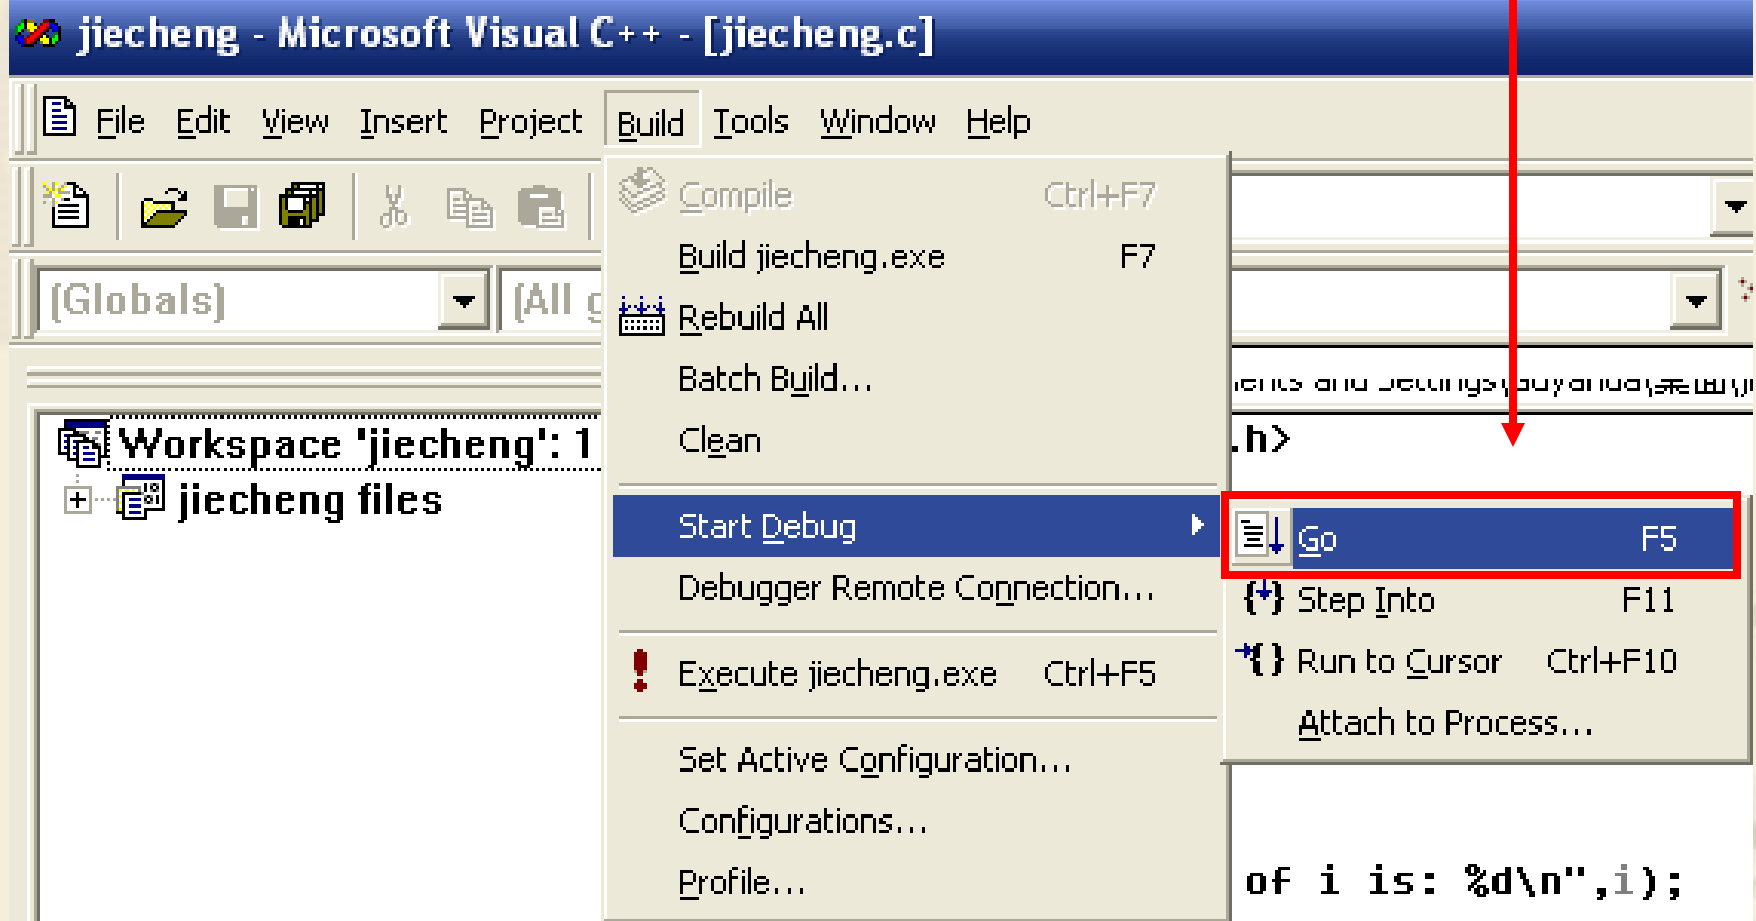 jiecheng - Microsoft Visual C++ - [jiecheng.c]
File Edit View Insert Project Build Tools Window Help
Compile Ctrl+F7
Build jiecheng.exe F7
(Globals) (All
Rebuild All
Batch Build...
Clean
.h>
Workspace 'jiecheng': 1
jiecheng files
Start Debug
Go F5
Debugger Remote Connection...
Step Into F11
Execute jiecheng.exe Ctrl+F5
Run to Cursor Ctrl+F10
Attach to Process...
Set Active Configuration...
Configurations...
Profile...
of i is: %d\n",i);